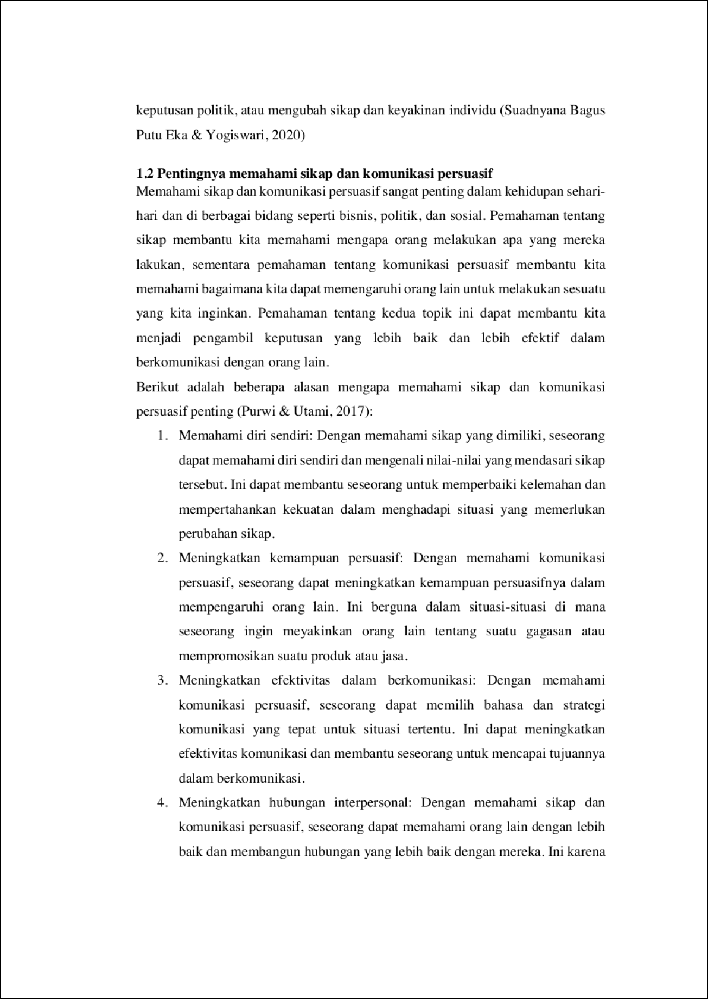 keputusan politik, atau mengubah sikap dan keyakinan individu (Suadnyana Bagus
Putu Eka & Yogiswari, 2020)
1.2 Pentingnya memahami sikap dan komunikasi persuasif
Memahami sikap dan komunikasi persuasif sangat penting dalam kehidupan sehari-
hari dan di berbagai bidang seperti bisnis, politik, dan sosial. Pemahaman tentang
sikap membantu kita memahami mengapa orang melakukan apa yang mereka
lakukan, sementara pemahaman tentang komunikasi persuasif membantu kita
memahami bagaimana kita dapat memengaruhi orang lain untuk melakukan sesuatu
yang kita inginkan. Pemahaman tentang kedua topik ini dapat membantu kita
menjadi pengambil keputusan yang lebih baik dan lebih efektif dalam
berkomunikasi dengan orang lain.
Berikut adalah beberapa alasan mengapa memahami sikap dan komunikasi
persuasif penting (Purwi & Utami, 2017):
1. Memahami diri sendiri: Dengan memahami sikap yang dimiliki, seseorang
dapat memahami diri sendiri dan mengenali nilai-nilai yang mendasari sikap
tersebut. Ini dapat membantu seseorang untuk memperbaiki kelemahan dan
mempertahankan kekuatan dalam menghadapi situasi yang memerlukan
perubahan sikap.
2. Meningkatkan kemampuan persuasif: Dengan memahami komunikasi
persuasif, seseorang dapat meningkatkan kemampuan persuasifnya dalam
mempengaruhi orang lain. Ini berguna dalam situasi-situasi di mana
seseorang ingin meyakinkan orang lain tentang suatu gagasan atau
mempromosikan suatu produk atau jasa.
3. Meningkatkan efektivitas dalam berkomunikasi: Dengan memahami
komunikasi persuasif, seseorang dapat memilih bahasa dan strategi
komunikasi yang tepat untuk situasi tertentu. Ini dapat meningkatkan
efektivitas komunikasi dan membantu seseorang untuk mencapai tujuannya
dalam berkomunikasi.
4. Meningkatkan hubungan interpersonal: Dengan memahami sikap dan
komunikasi persuasif, seseorang dapat memahami orang lain dengan lebih
baik dan membangun hubungan yang lebih baik dengan mereka. Ini karena